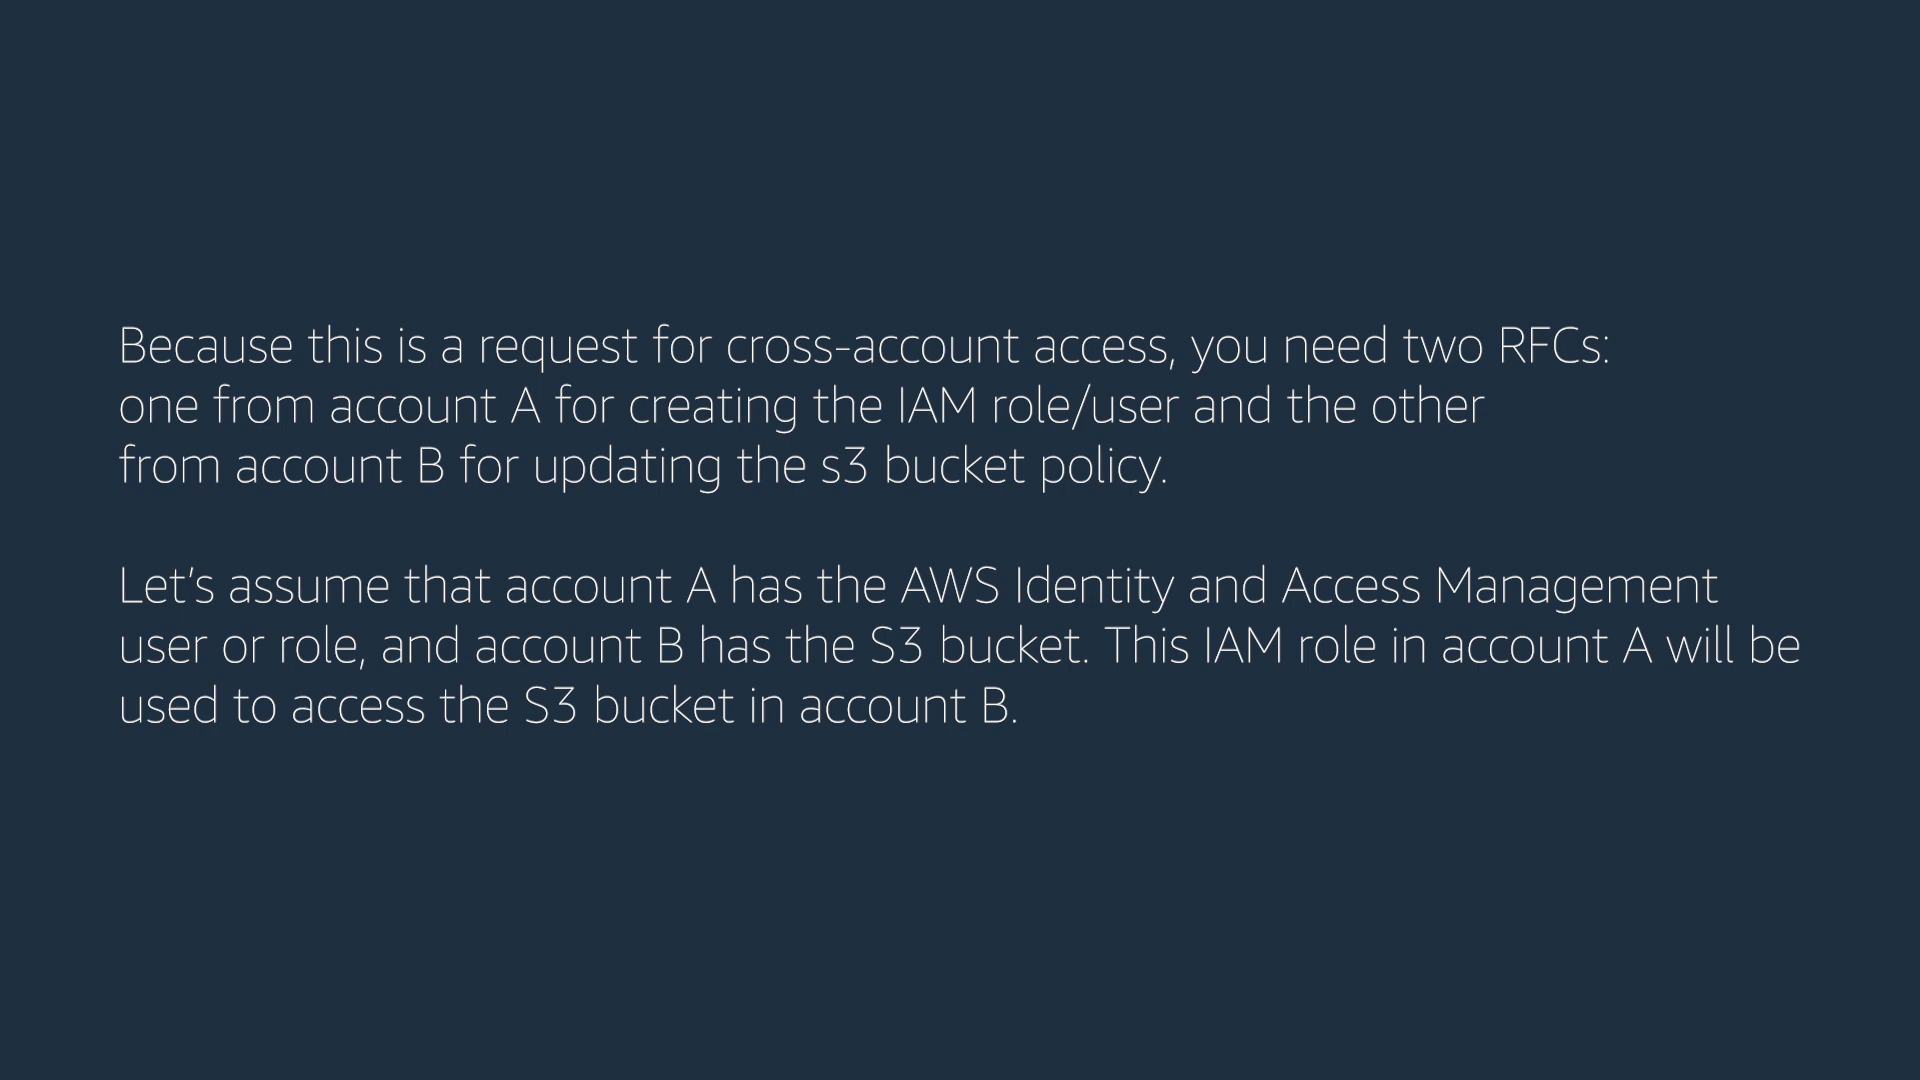 Because this is a request for cross-account access, you need two RFCs:
one from account A for creating the IAM role/user and the other
from account B for updating the s3 bucket policy.
Let's assume that account A has the AWS Identity and Access Management
user or role, and account B has the S3 bucket. This IAM role in account A will be
used to access the S3 bucket in account B.